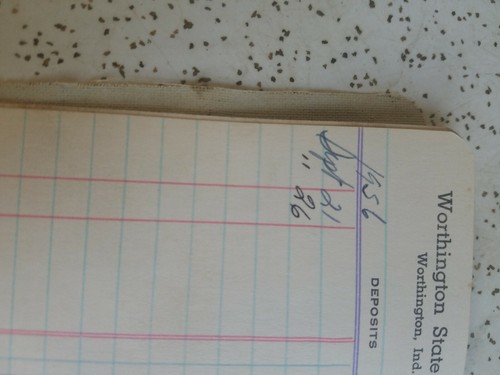 Worthington State
Worthington, Ind.
DEPOSITS
1956
Sept 21
" 26